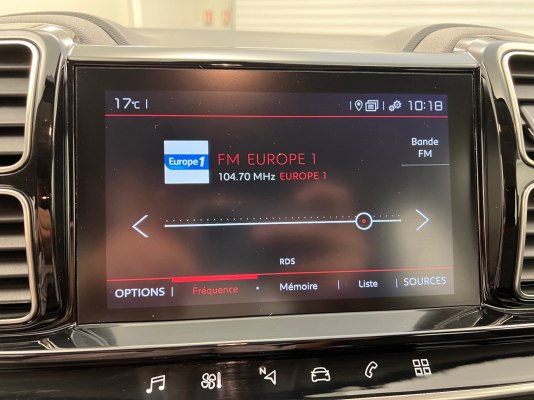 17°C
10:18
Europe 1
FM EUROPE 1
104.70 MHz EUROPE 1
Bande
FM
RDS
OPTIONS Fréquence Mémoire Liste SOURCES
N